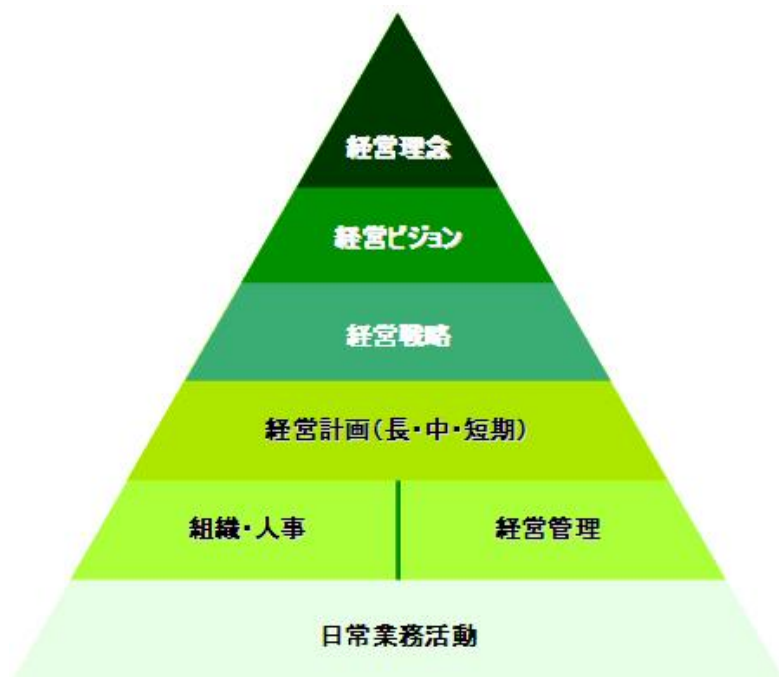 経営理念
経営ビジョン
経営戦略
経営計画(長・中・短期)
組織・人事
経営管理
日常業務活動